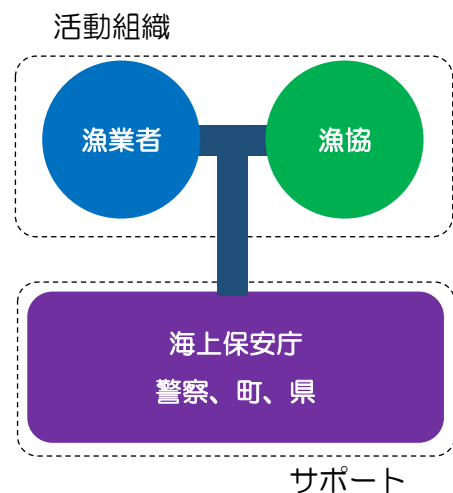 活動組織
漁業者
漁協
海上保安庁
警察、町、県
サポート